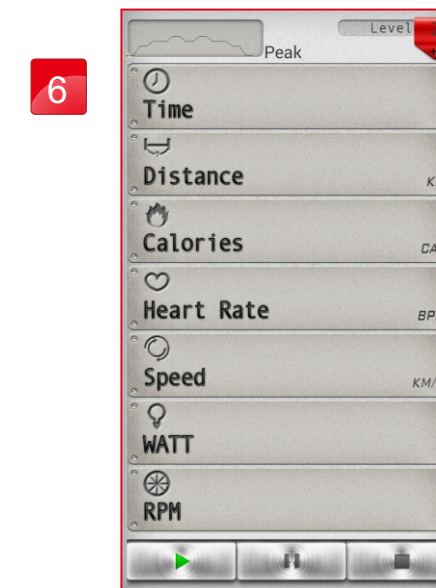 6
Level
Peak
Time
Distance
Calories
Heart Rate
Speed
WATT
RPM